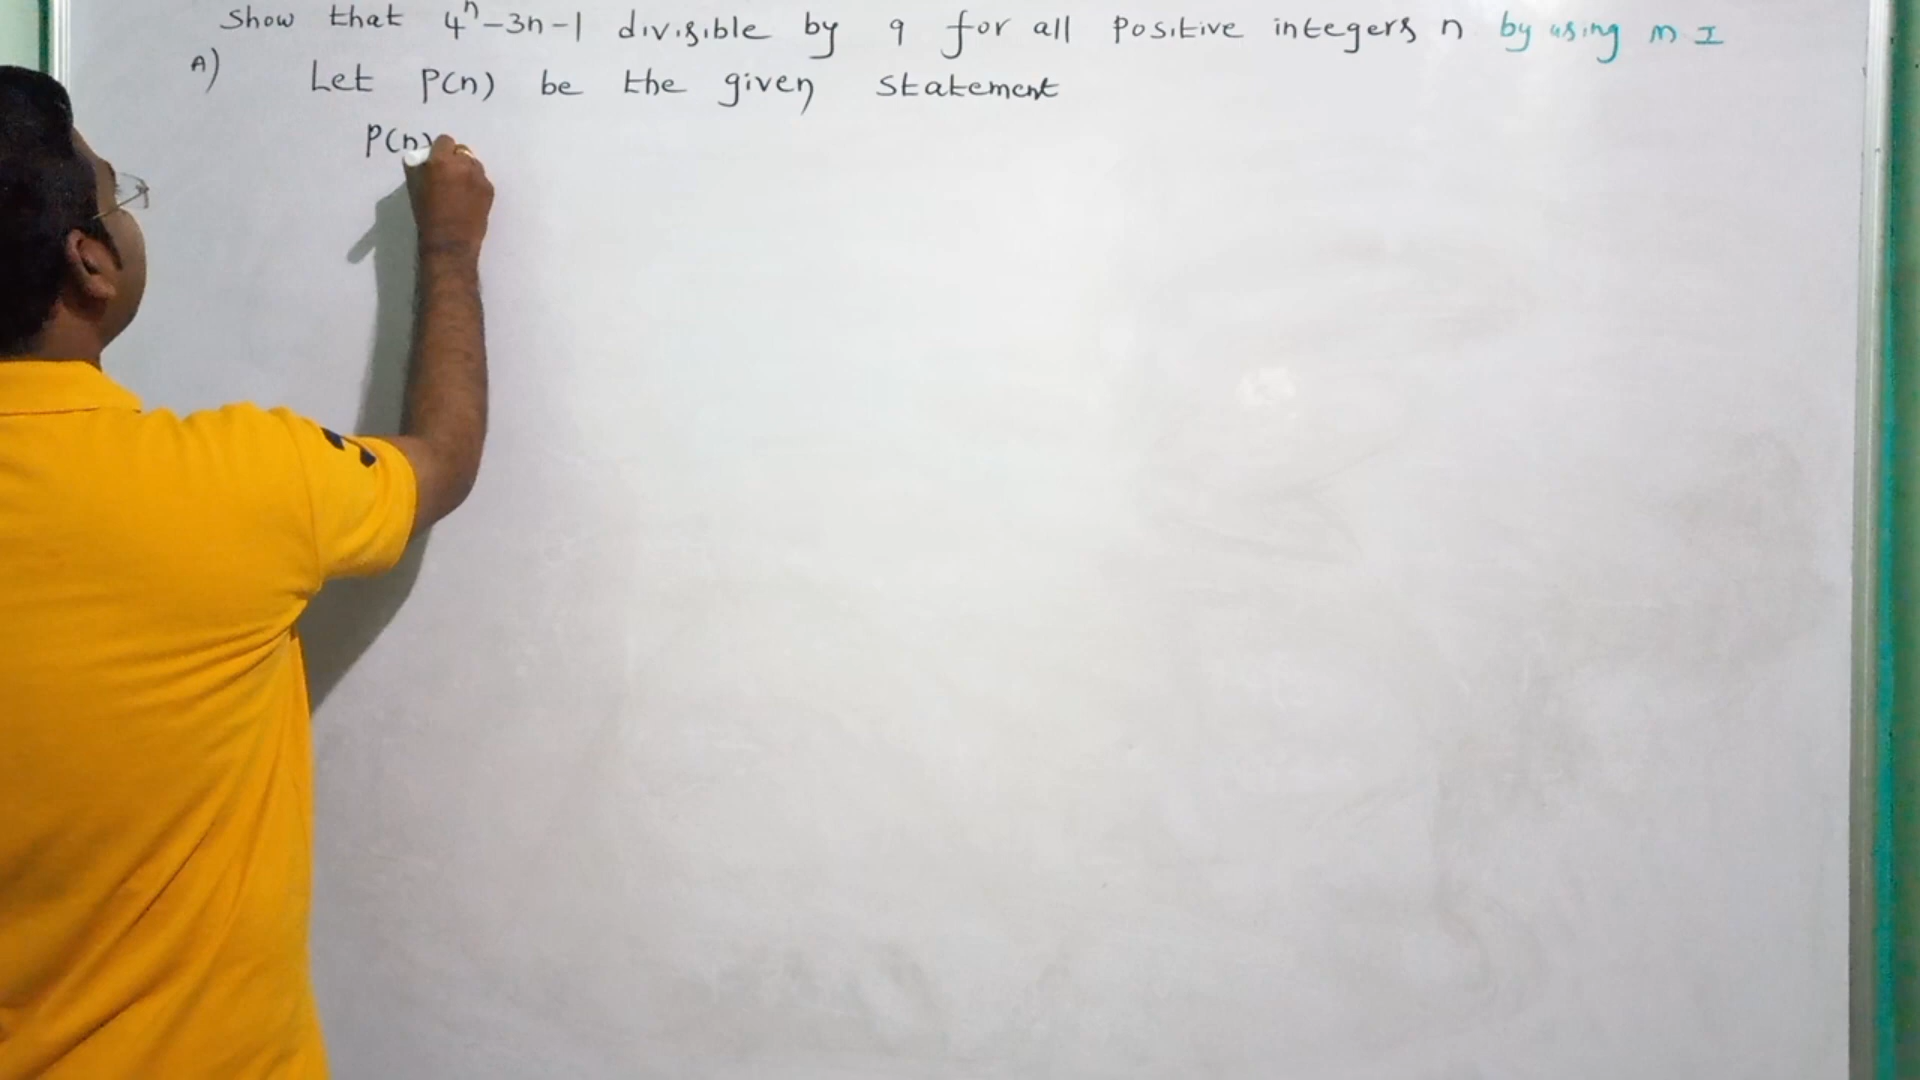 Show that 4ⁿ-3n-1 divisible by 9 for all positive integers n by using m I
A) Let P(n) be the given statement
P(n)